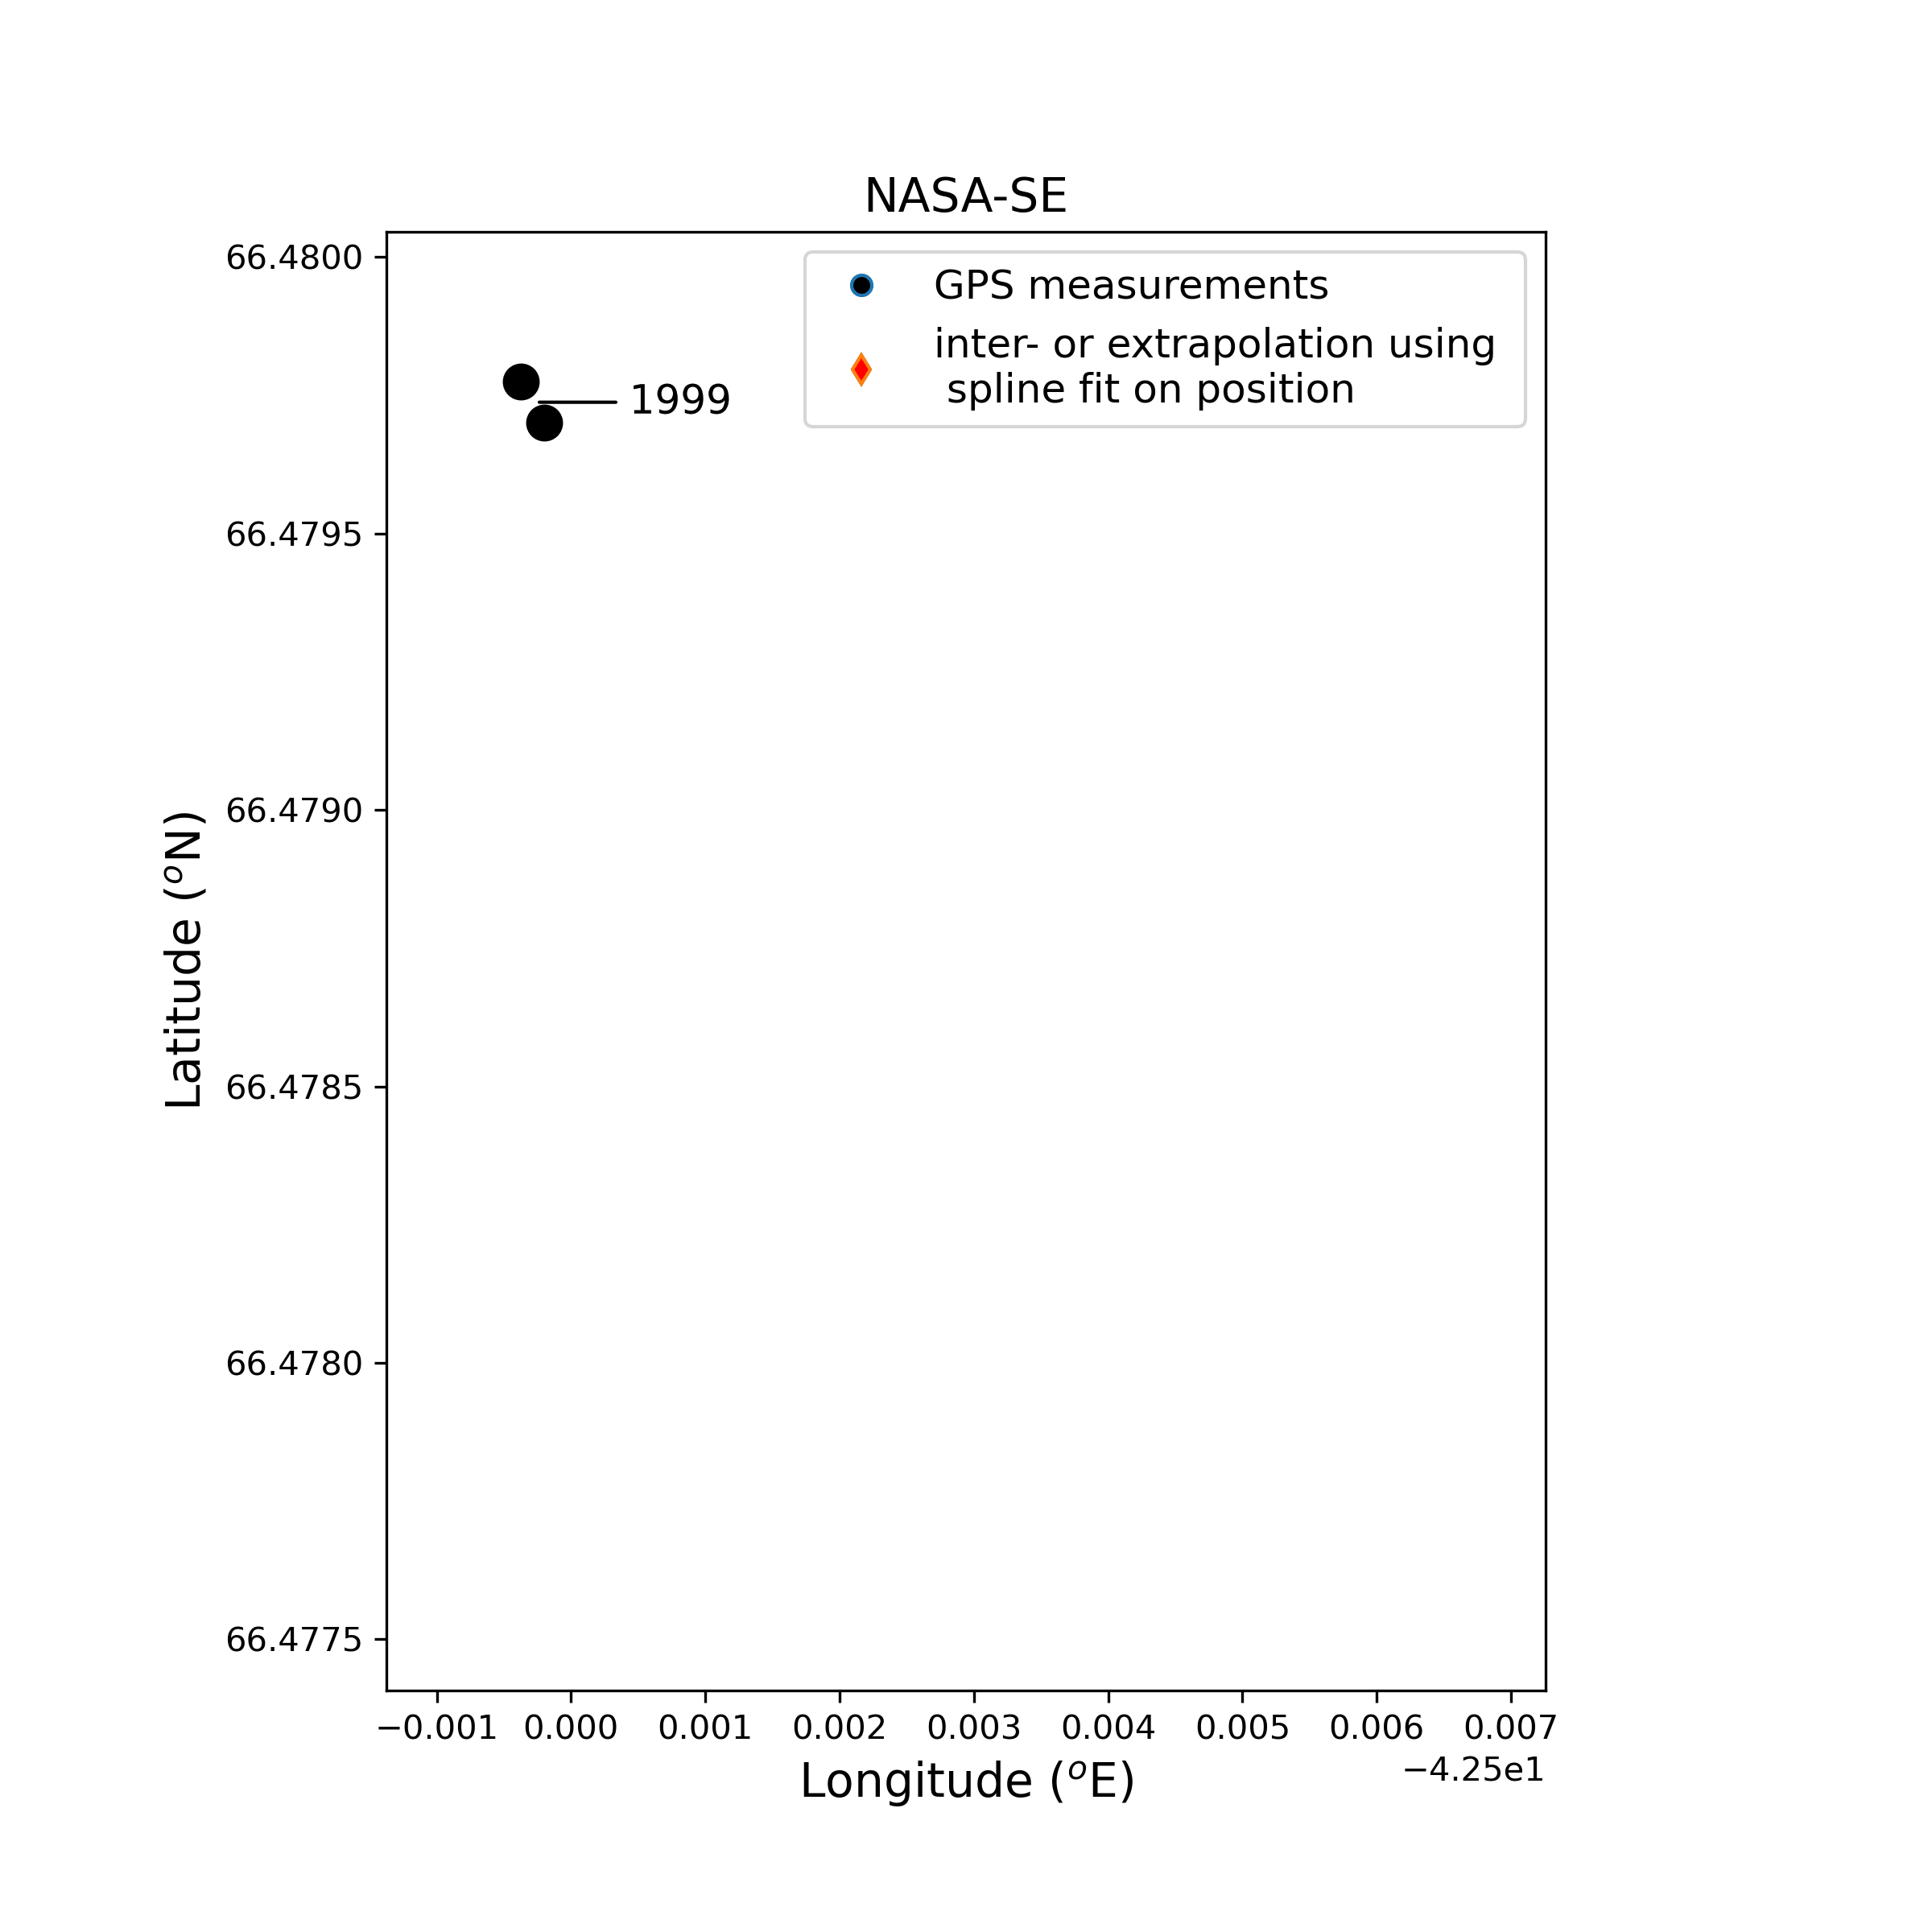 NASA-SE
66.4800
GPS measurements
inter- or extrapolation using
spline fit on position
1999
66.4795
66.4790
Latitude (ᵒN)
66.4785
66.4780
66.4775
−0.001 0.000 0.001 0.002 0.003 0.004 0.005 0.006 0.007
−4.25e1
Longitude (ᵒE)